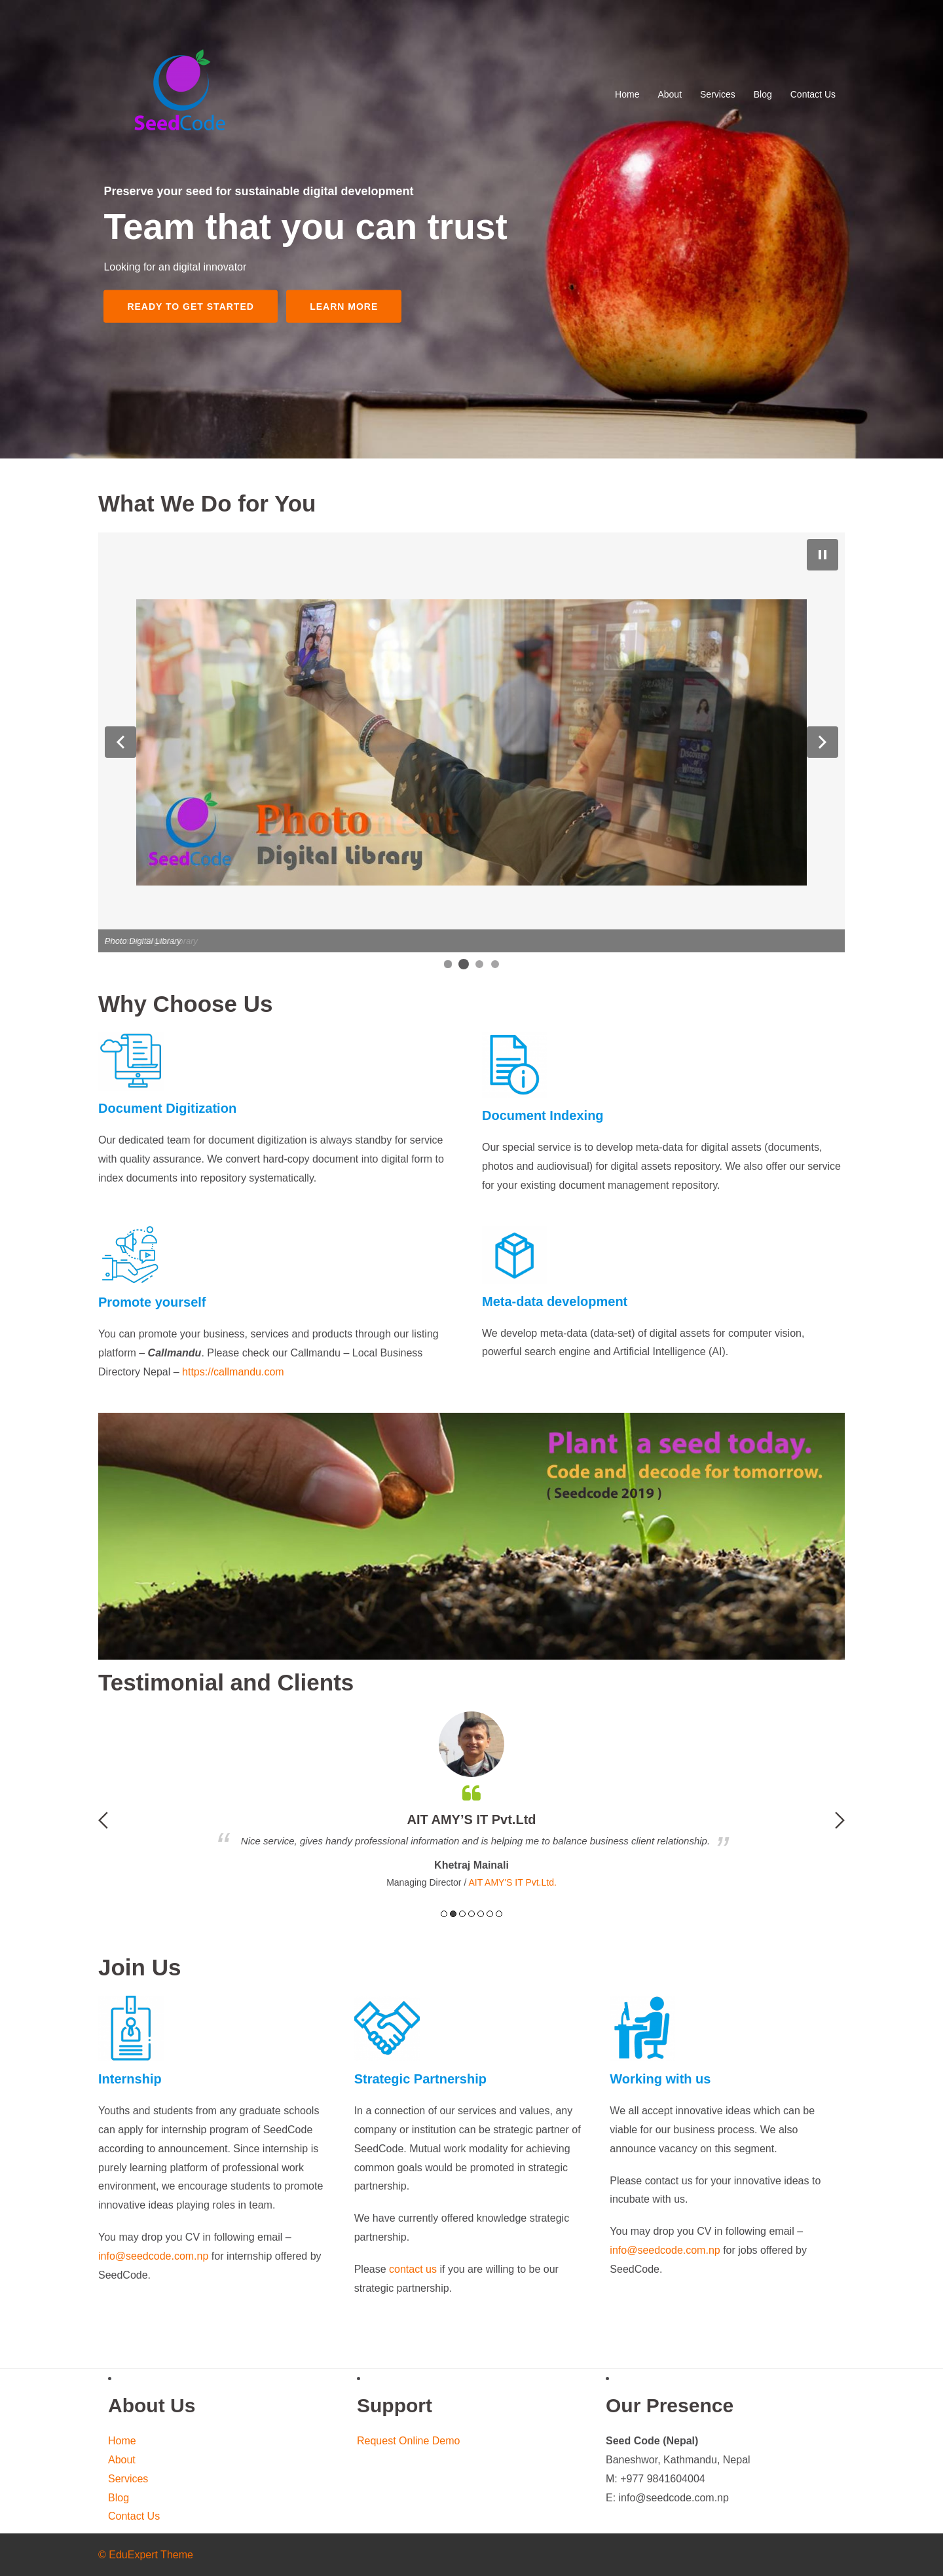 SeedCode
Home About Services Blog Contact Us
Preserve your seed for sustainable digital development
Team that you can trust
Looking for an digital innovator
READY TO GET STARTED LEARN MORE
What We Do for You
SeedCode
Photo
Digital Library
Photo Digital Library
Why Choose Us
Document Digitization
Our dedicated team for document digitization is always standby for service
with quality assurance. We convert hard-copy document into digital form to
index documents into repository systematically.
Document Indexing
Our special service is to develop meta-data for digital assets (documents,
photos and audiovisual) for digital assets repository. We also offer our service
for your existing document management repository.
Promote yourself
You can promote your business, services and products through our listing
platform – Callmandu. Please check our Callmandu – Local Business
Directory Nepal – https://callmandu.com
Meta-data development
We develop meta-data (data-set) of digital assets for computer vision,
powerful search engine and Artificial Intelligence (AI).
Plant a seed today.
Code and decode for tomorrow.
( Seedcode 2019 )
Testimonial and Clients
AIT AMY’S IT Pvt.Ltd
“ Nice service, gives handy professional information and is helping me to balance business client relationship. ”
Khetraj Mainali
Managing Director / AIT AMY'S IT Pvt.Ltd.
Join Us
Internship
Youths and students from any graduate schools
can apply for internship program of SeedCode
according to announcement. Since internship is
purely learning platform of professional work
environment, we encourage students to promote
innovative ideas playing roles in team.
You may drop you CV in following email –
info@seedcode.com.np for internship offered by
SeedCode.
Strategic Partnership
In a connection of our services and values, any
company or institution can be strategic partner of
SeedCode. Mutual work modality for achieving
common goals would be promoted in strategic
partnership.
We have currently offered knowledge strategic
partnership.
Please contact us if you are willing to be our
strategic partnership.
Working with us
We all accept innovative ideas which can be
viable for our business process. We also
announce vacancy on this segment.
Please contact us for your innovative ideas to
incubate with us.
You may drop you CV in following email –
info@seedcode.com.np for jobs offered by
SeedCode.
About Us
Home
About
Services
Blog
Contact Us
Support
Request Online Demo
Our Presence
Seed Code (Nepal)
Baneshwor, Kathmandu, Nepal
M: +977 9841604004
E: info@seedcode.com.np
© EduExpert Theme